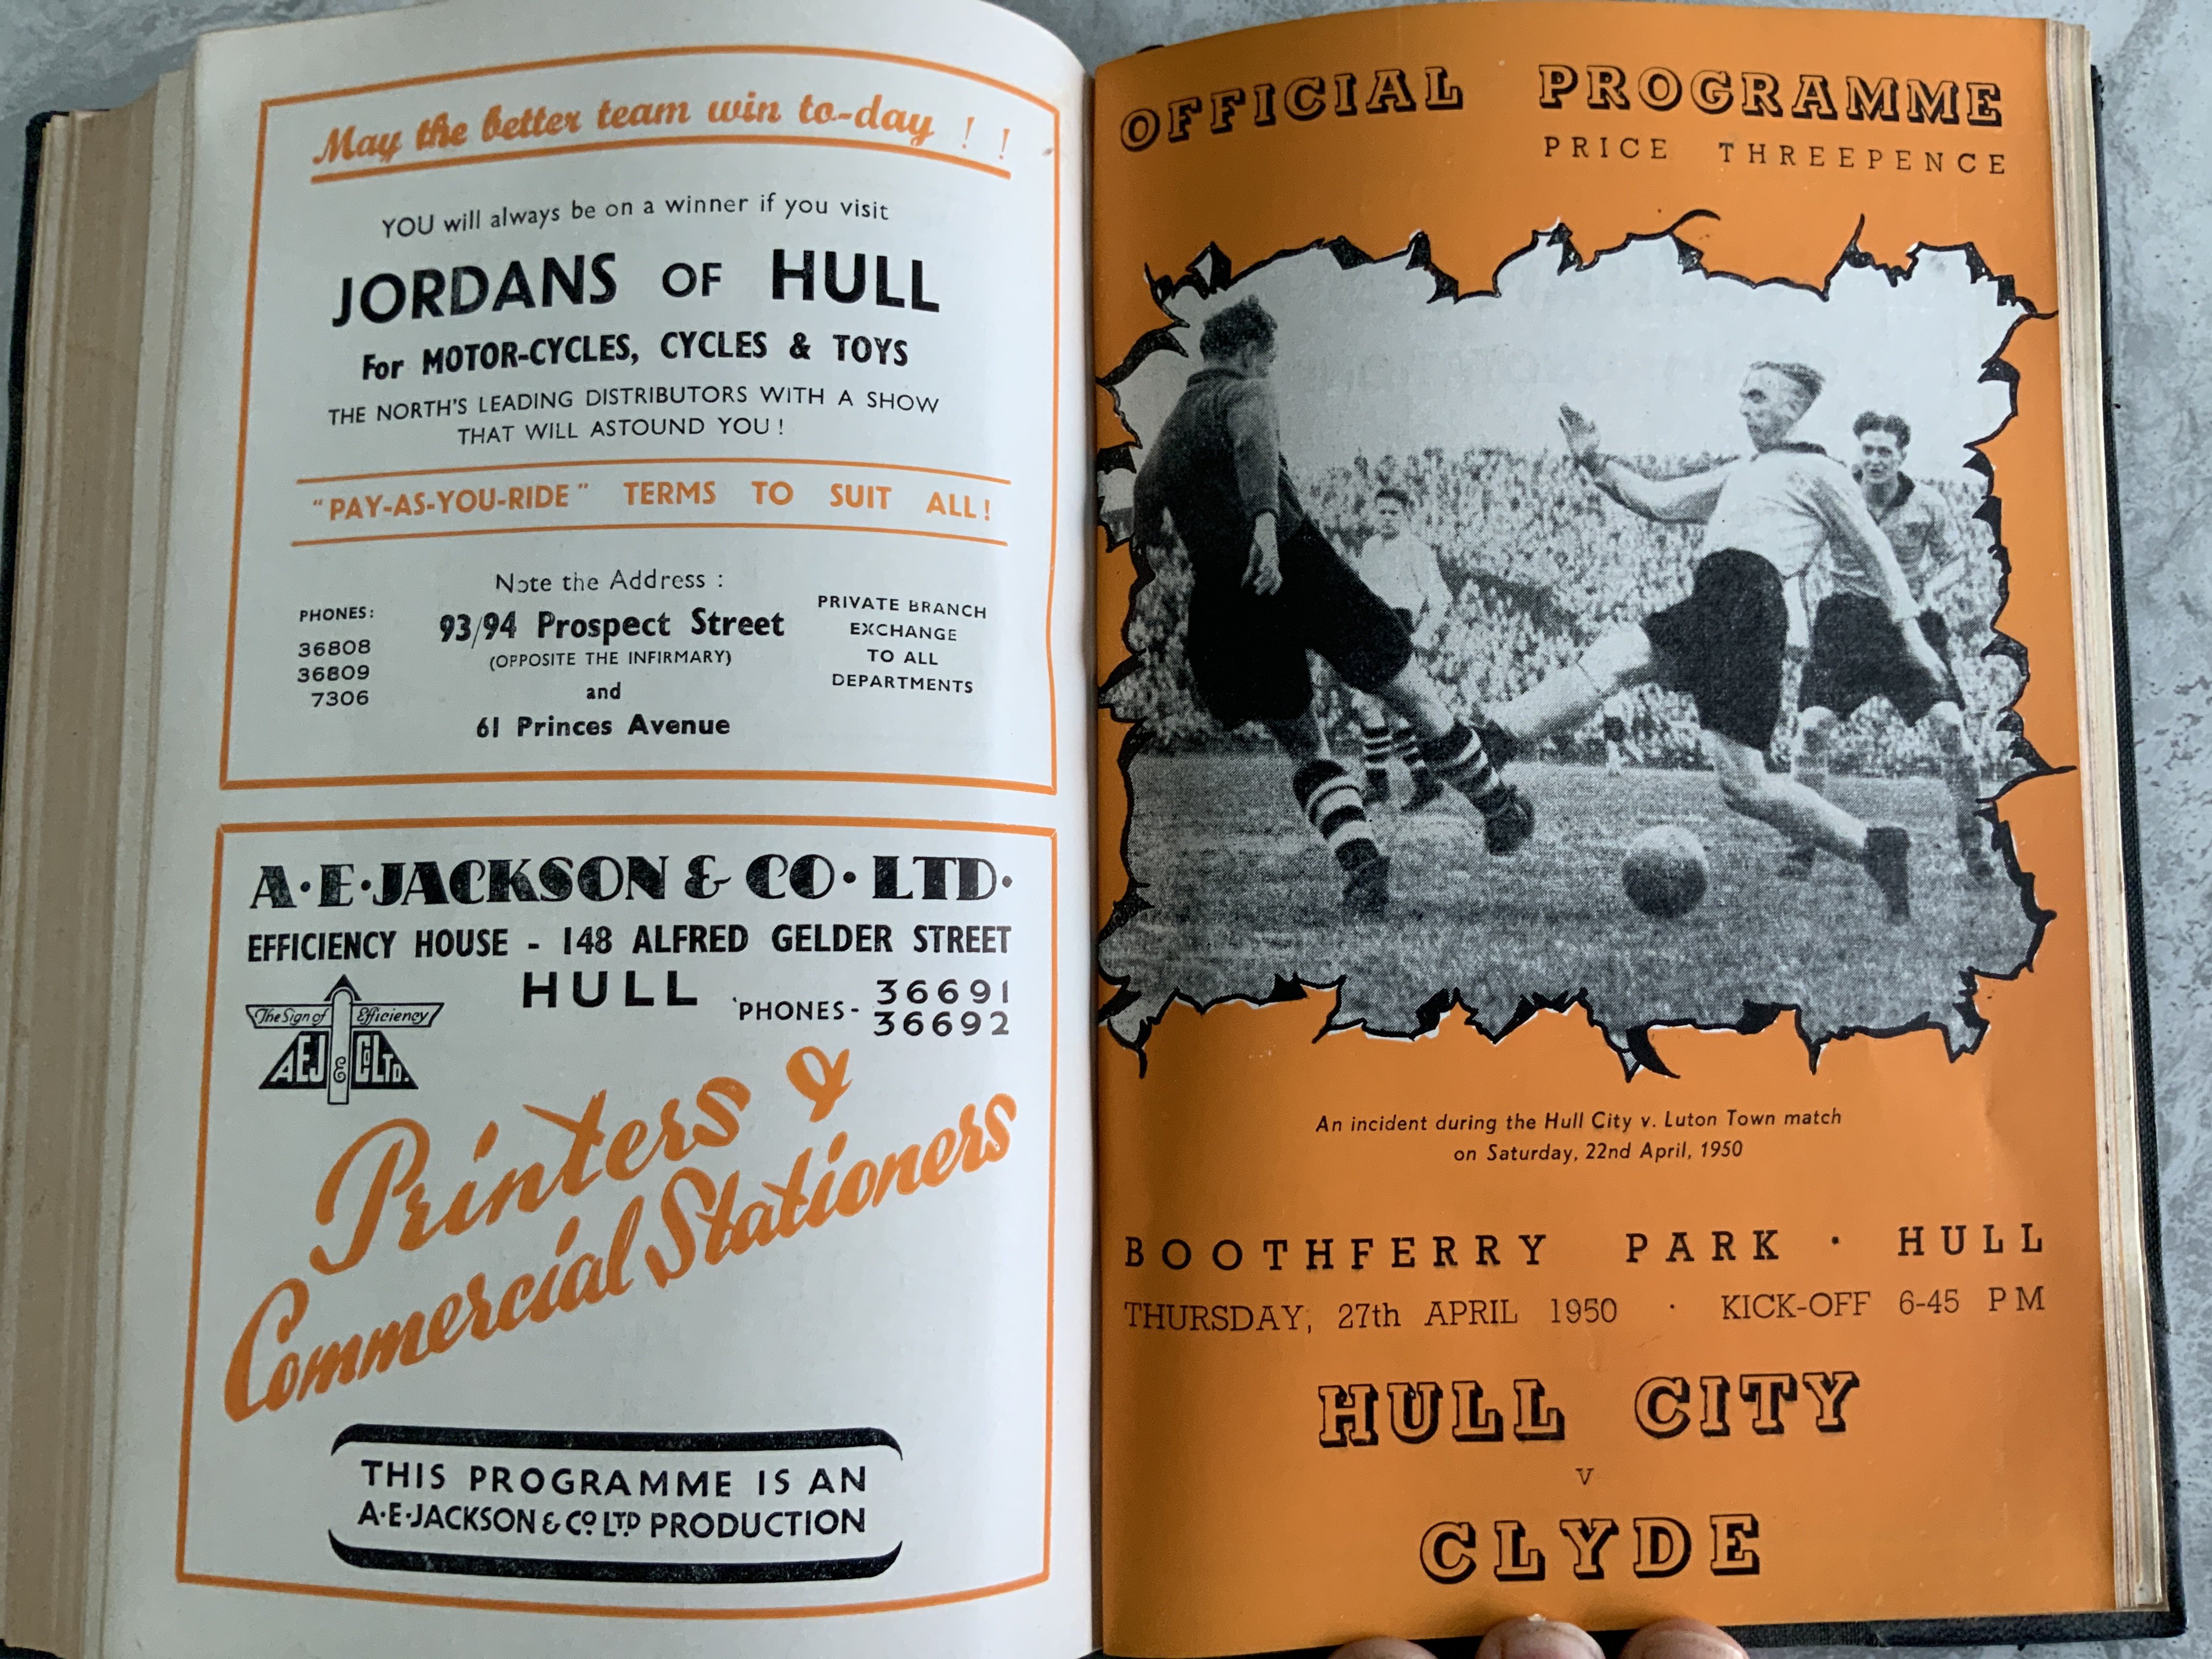 May the better team win to-day ! !
YOU will always be on a winner if you visit
JORDANS OF HULL
For MOTOR-CYCLES, CYCLES & TOYS
THE NORTH'S LEADING DISTRIBUTORS WITH A SHOW
THAT WILL ASTOUND YOU !
"PAY-AS-YOU-RIDE" TERMS TO SUIT ALL!
Note the Address :
PHONES:
36808
36809
7306
93/94 Prospect Street
(OPPOSITE THE INFIRMARY)
and
61 Princes Avenue
PRIVATE BRANCH
EXCHANGE
TO ALL
DEPARTMENTS
A·E·JACKSON & CO· LTD·
EFFICIENCY HOUSE - 148 ALFRED GELDER STREET
HULL 'PHONES- 36691
36692
The Sign of Efficiency
AEJ & Co LTD.
Printers &
Commercial Stationers
THIS PROGRAMME IS AN
A·E·JACKSON & Co LTD PRODUCTION
OFFICIAL PROGRAMME
PRICE THREEPENCE
An incident during the Hull City v. Luton Town match
on Saturday, 22nd April, 1950
BOOTHFERRY PARK · HULL
THURSDAY, 27th APRIL 1950 · KICK-OFF 6-45 PM
HULL CITY
v
CLYDE